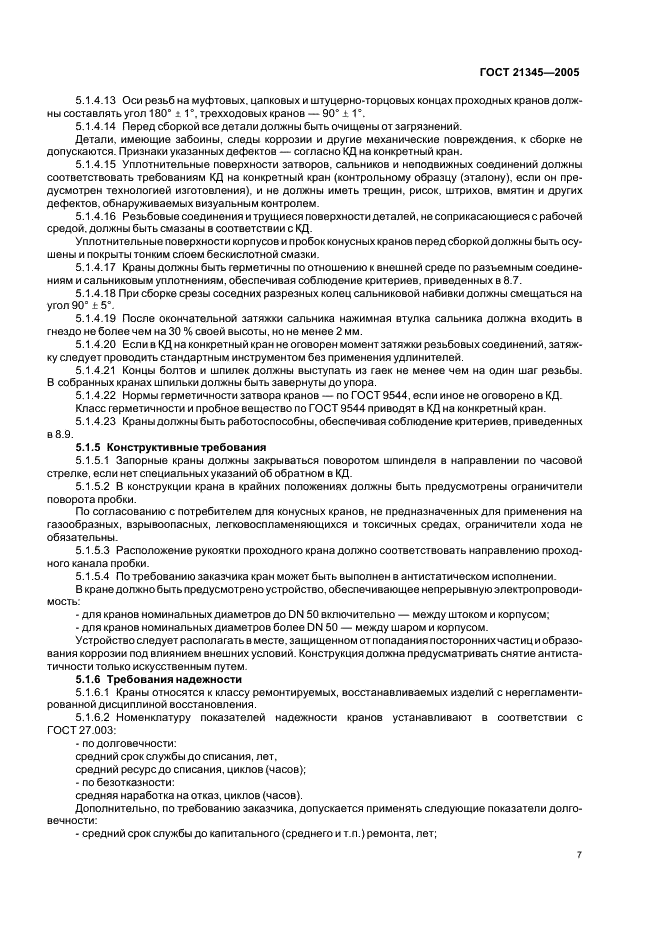 ГОСТ 21345—2005
5.1.4.13 Оси резьб на муфтовых, цапковых и штуцерно-торцовых концах проходных кранов долж-
ны составлять угол 180° ± 1°, трехходовых кранов — 90° ± 1°.
5.1.4.14 Перед сборкой все детали должны быть очищены от загрязнений.
Детали, имеющие забоины, следы коррозии и другие механические повреждения, к сборке не
допускаются. Признаки указанных дефектов — согласно КД на конкретный кран.
5.1.4.15 Уплотнительные поверхности затворов, сальников и неподвижных соединений должны
соответствовать требованиям КД на конкретный кран (контрольному образцу (эталону), если он пре-
дусмотрен технологией изготовления), и не должны иметь трещин, рисок, штрихов, вмятин и других
дефектов, обнаруживаемых визуальным контролем.
5.1.4.16 Резьбовые соединения и трущиеся поверхности деталей, не соприкасающиеся с рабочей
средой, должны быть смазаны в соответствии с КД.
Уплотнительные поверхности корпусов и пробок конусных кранов перед сборкой должны быть осу-
шены и покрыты тонким слоем бескислотной смазки.
5.1.4.17 Краны должны быть герметичны по отношению к внешней среде по разъемным соедине-
ниям и сальниковым уплотнениям, обеспечивая соблюдение критериев, приведенных в 8.7.
5.1.4.18 При сборке срезы соседних разрезных колец сальниковой набивки должны смещаться на
угол 90° ± 5°.
5.1.4.19 После окончательной затяжки сальника нажимная втулка сальника должна входить в
гнездо не более чем на 30 % своей высоты, но не менее 2 мм.
5.1.4.20 Если в КД на конкретный кран не оговорен момент затяжки резьбовых соединений, затяж-
ку следует проводить стандартным инструментом без применения удлинителей.
5.1.4.21 Концы болтов и шпилек должны выступать из гаек не менее чем на один шаг резьбы.
В собранных кранах шпильки должны быть завернуты до упора.
5.1.4.22 Нормы герметичности затвора кранов — по ГОСТ 9544, если иное не оговорено в КД.
Класс герметичности и пробное вещество по ГОСТ 9544 приводят в КД на конкретный кран.
5.1.4.23 Краны должны быть работоспособны, обеспечивая соблюдение критериев, приведенных
в 8.9.
5.1.5 Конструктивные требования
5.1.5.1 Запорные краны должны закрываться поворотом шпинделя в направлении по часовой
стрелке, если нет специальных указаний об обратном в КД.
5.1.5.2 В конструкции крана в крайних положениях должны быть предусмотрены ограничители
поворота пробки.
По согласованию с потребителем для конусных кранов, не предназначенных для применения на
газообразных, взрывоопасных, легковоспламеняющихся и токсичных средах, ограничители хода не
обязательны.
5.1.5.3 Расположение рукоятки проходного крана должно соответствовать направлению проход-
ного канала пробки.
5.1.5.4 По требованию заказчика кран может быть выполнен в антистатическом исполнении.
В кране должно быть предусмотрено устройство, обеспечивающее непрерывную электропроводи-
мость:
- для кранов номинальных диаметров до DN 50 включительно — между штоком и корпусом;
- для кранов номинальных диаметров более DN 50 — между шаром и корпусом.
Устройство следует располагать в месте, защищенном от попадания посторонних частиц и образо-
вания коррозии под влиянием внешних условий. Конструкция должна предусматривать снятие антиста-
тичности только искусственным путем.
5.1.6 Требования надежности
5.1.6.1 Краны относятся к классу ремонтируемых, восстанавливаемых изделий с нерегламенти-
рованной дисциплиной восстановления.
5.1.6.2 Номенклатуру показателей надежности кранов устанавливают в соответствии с
ГОСТ 27.003:
- по долговечности:
средний срок службы до списания, лет,
средний ресурс до списания, циклов (часов);
- по безотказности:
средняя наработка на отказ, циклов (часов).
Дополнительно, по требованию заказчика, допускается применять следующие показатели долго-
вечности:
- средний срок службы до капитального (среднего и т.п.) ремонта, лет;
7